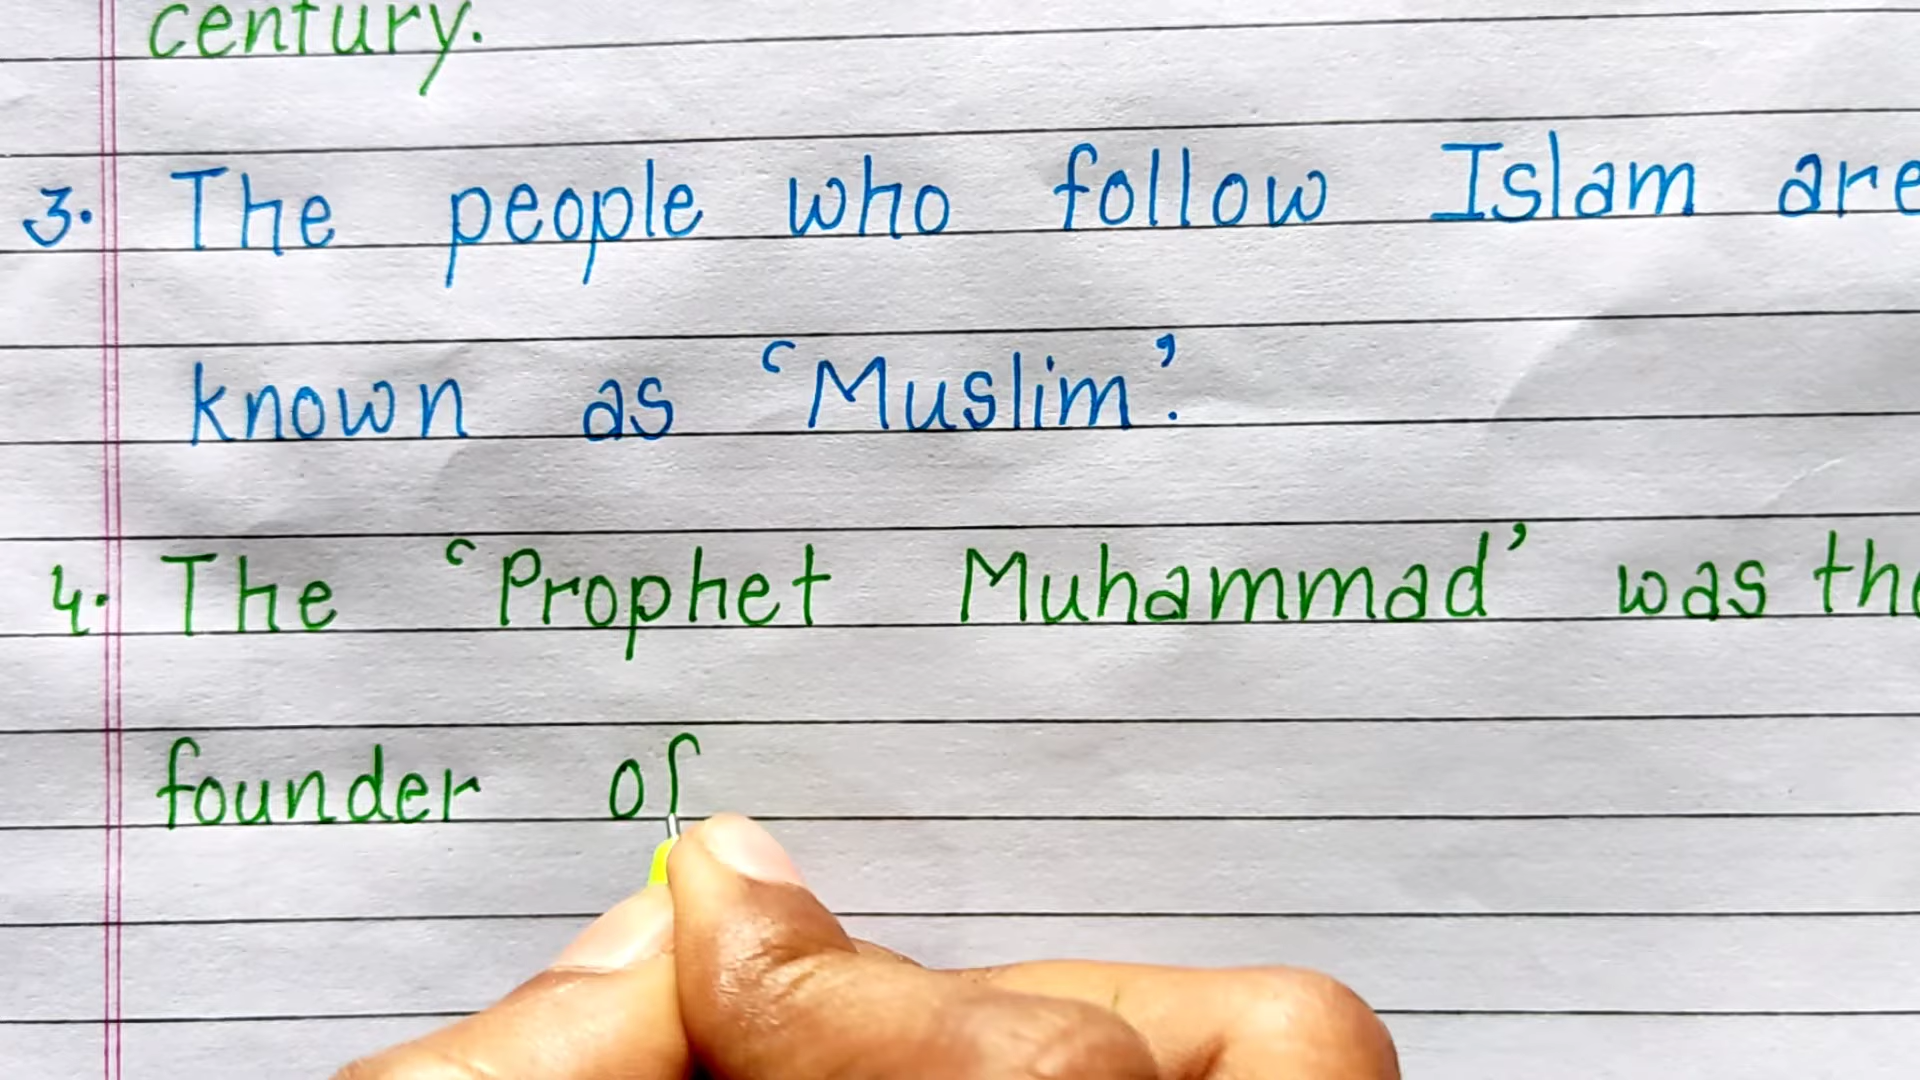 century.
3. The people who follow Islam are
known as 'Muslim'.
4. The 'Prophet Muhammad' was the
founder of